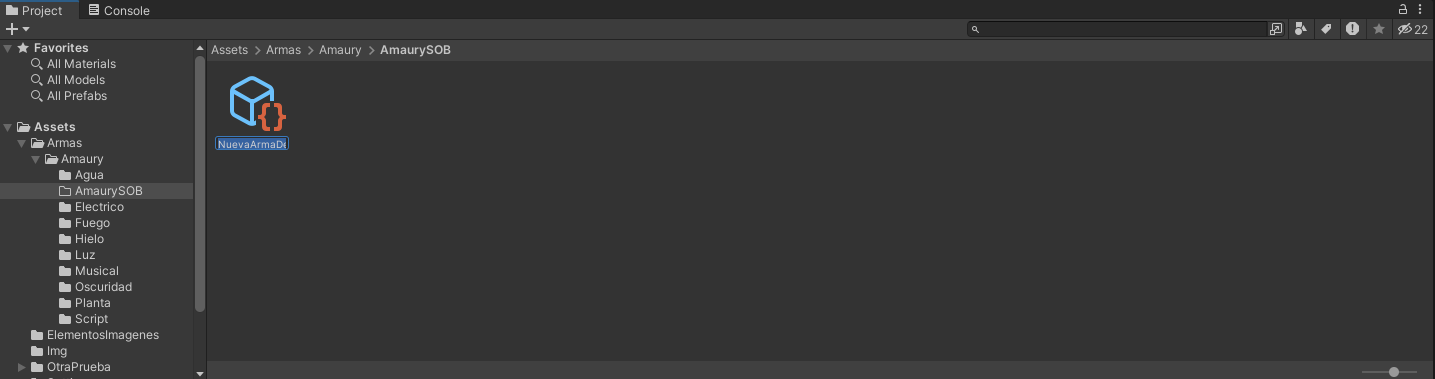 Project
Console
22
Favorites
All Materials
All Models
All Prefabs
Assets
Armas
Amaury
Agua
AmaurySOB
Electrico
Fuego
Hielo
Luz
Musical
Oscuridad
Planta
Script
ElementosImagenes
Img
OtraPrueba
Assets > Armas > Amaury > AmaurySOB
{}
NuevaArmaDe